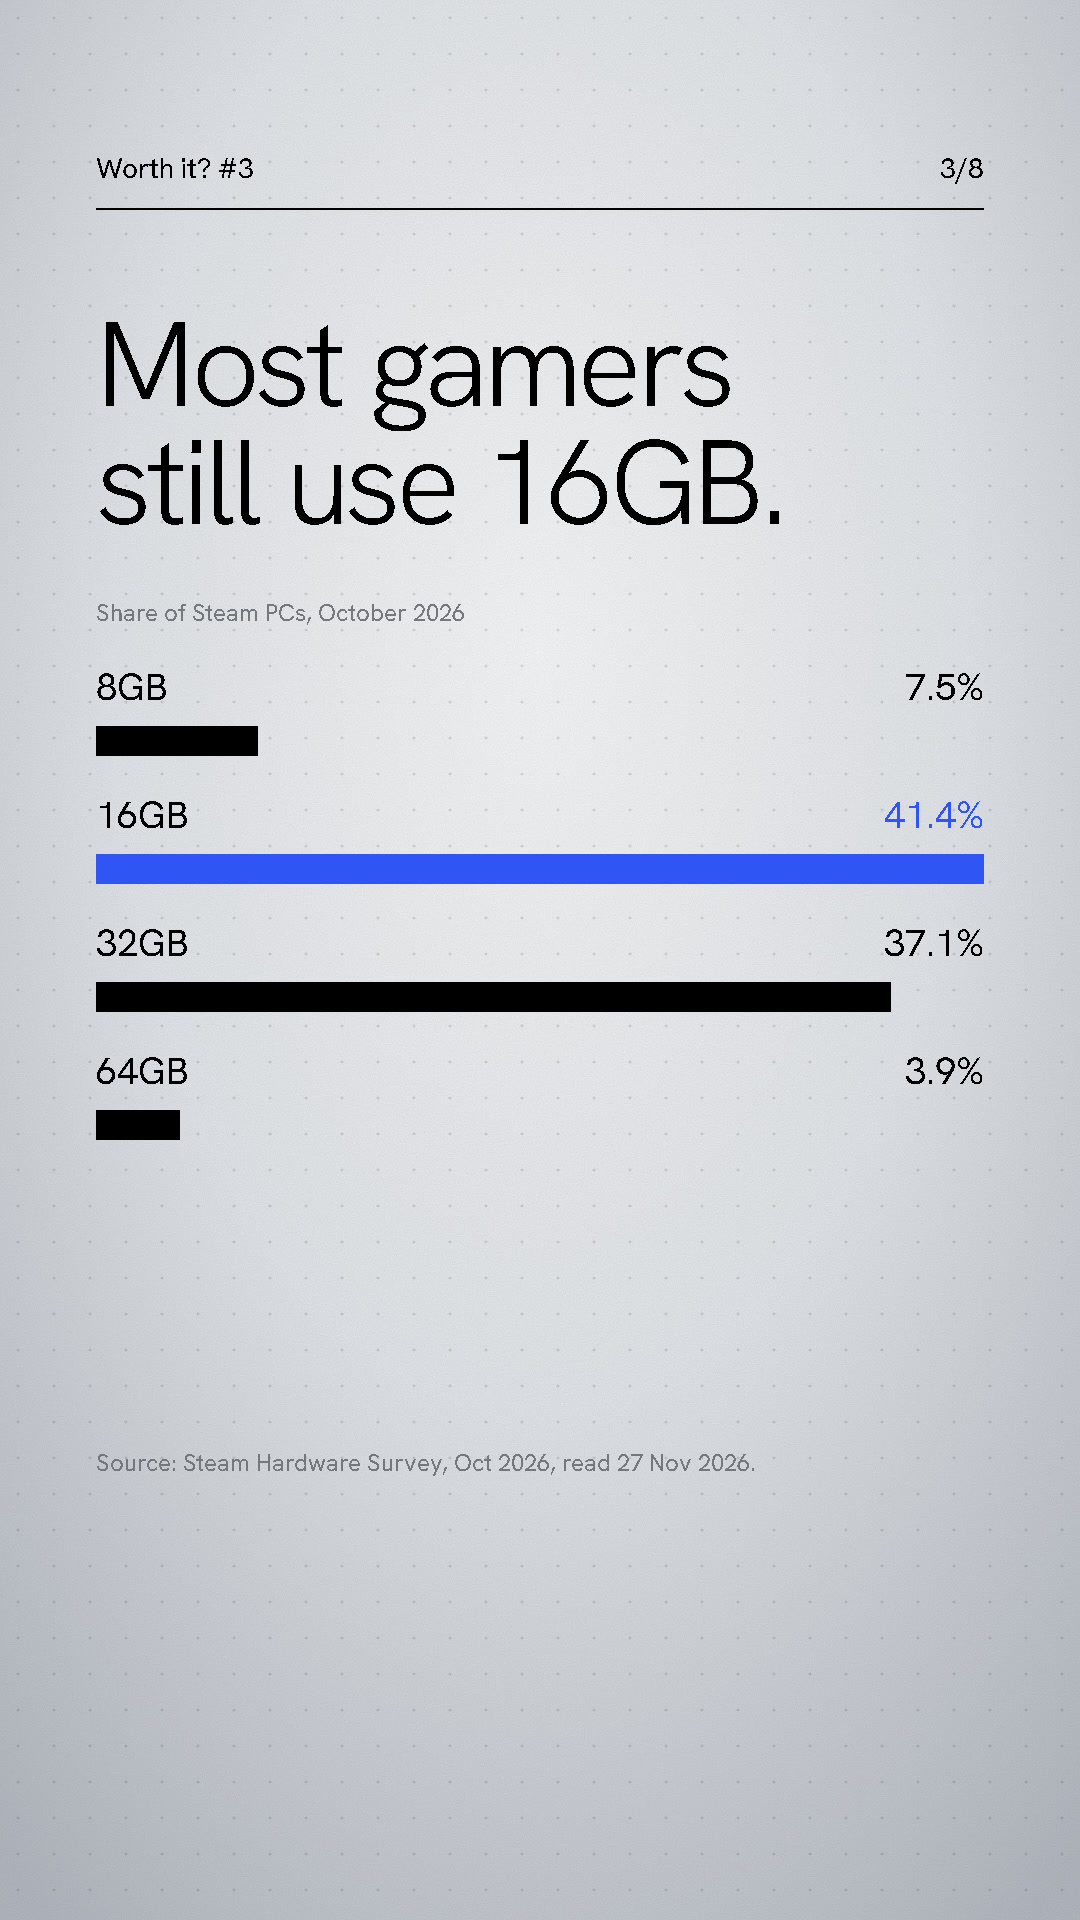 Worth it? #3
3/8
Most gamers
still use 16GB.
Share of Steam PCs, October 2026
8GB
7.5%
16GB
41.4%
32GB
37.1%
64GB
3.9%
Source: Steam Hardware Survey, Oct 2026, read 27 Nov 2026.